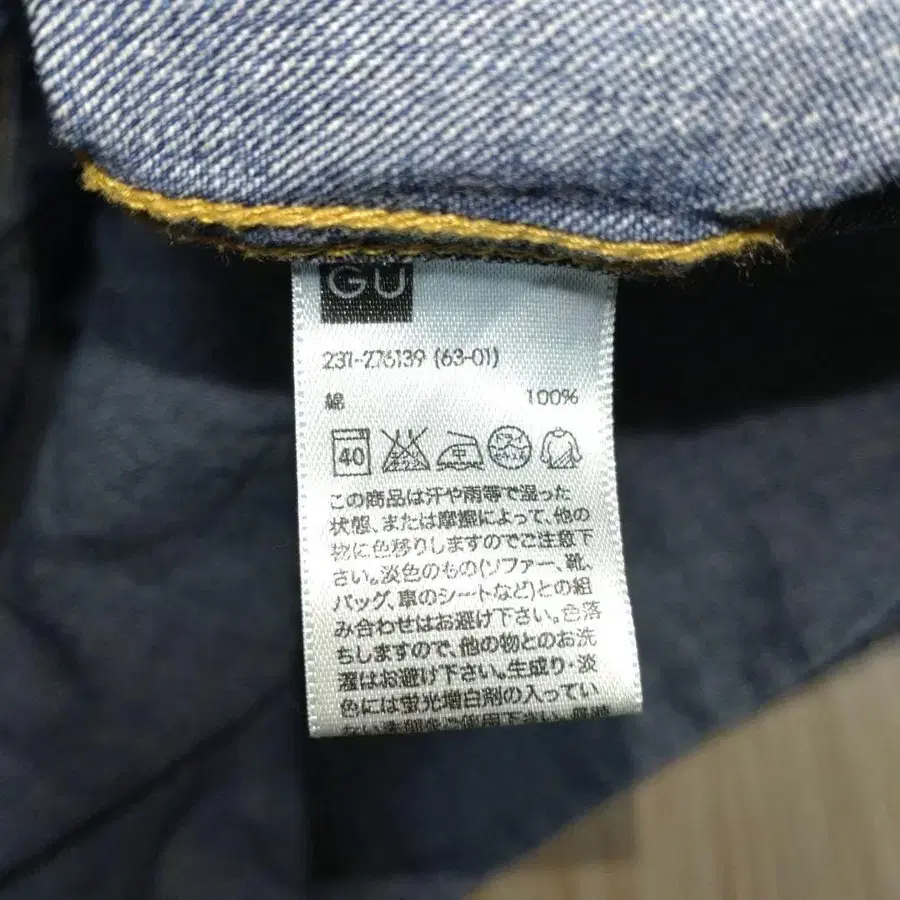 GU
231-276139 (63-01)
綿 100%
40
この商品は汗や雨等で湿った
状態、または摩擦によって、他の
物に色移りしますのでご注意下
さい。淡色のもの(ソファー、靴、
バッグ、車のシートなど)との組
み合わせはお避け下さい。色落
ちしますので、他の物とのお洗
濯はお避け下さい。生成り・淡
色には蛍光増白剤の入ってい